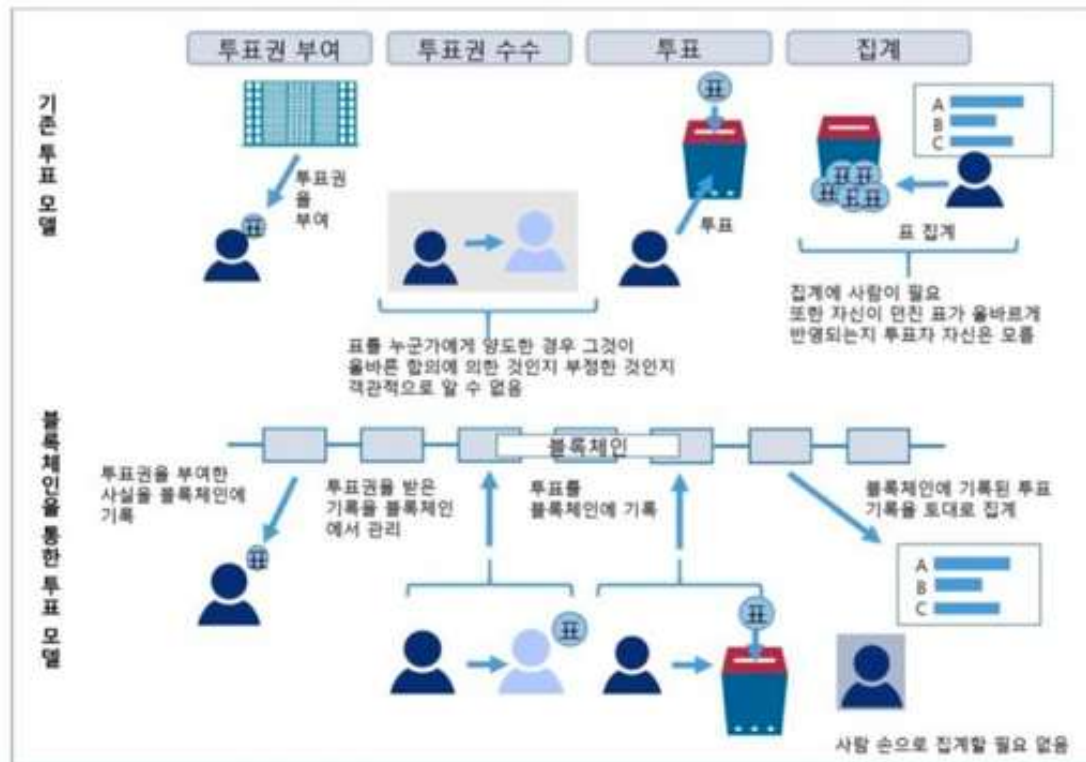 투표권 부여
투표권 수수
투표
집계
기존 투표 모델
투표권
을
부여
표
표
투표
A
B
C
표 표
표 표 표
표 집계
표를 누군가에게 양도한 경우 그것이
올바른 합의에 의한 것인지 부정한 것인지
객관적으로 알 수 없음
집계에 사람이 필요
또한 자신이 던진 표가 올바르게
반영되는지 투표자 자신은 모름
블록체인을 통한 투표 모델
블록체인
투표권을 부여한
사실을 블록체인에
기록
표
투표권을 받은
기록을 블록체인
에서 관리
투표를
블록체인에 기록
블록체인에 기록된 투표
기록을 토대로 집계
표
표
A
B
C
사람 손으로 집계할 필요 없음